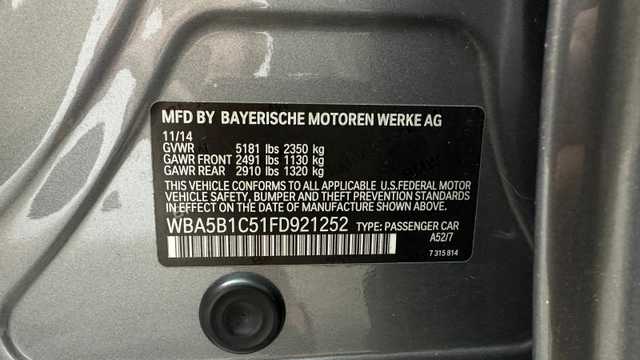 MFD BY BAYERISCHE MOTOREN WERKE AG
11/14
GVWR 5181 lbs 2350 kg
GAWR FRONT 2491 lbs 1130 kg
GAWR REAR 2910 lbs 1320 kg
THIS VEHICLE CONFORMS TO ALL APPLICABLE U.S.FEDERAL MOTOR
VEHICLE SAFETY, BUMPER AND THEFT PREVENTION STANDARDS
IN EFFECT ON THE DATE OF MANUFACTURE SHOWN ABOVE.
WBA5B1C51FD921252 TYPE: PASSENGER CAR
A52/7
7 315 814